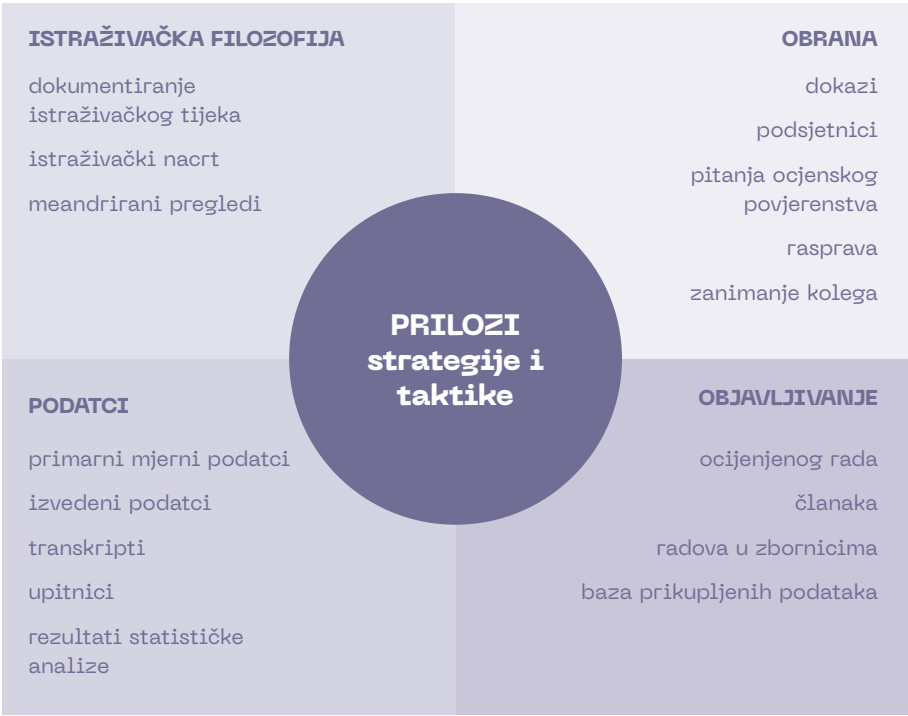 ISTRAŽIVAČKA FILOZOFIJA
dokumentiranje
istraživačkog tijeka
istraživački nacrt
meandrirani pregledi
OBRANA
dokazi
podsjetnici
pitanja ocjenskog
povjerenstva
rasprava
zanimanje kolega
PRILOZI
strategije i
taktike
PODATCI
primarni mjerni podatci
izvedeni podatci
transkripti
upitnici
rezultati statističke
analize
OBJAVLJIVANJE
ocijenjenog rada
članaka
radova u zbornicima
baza prikupljenih podataka